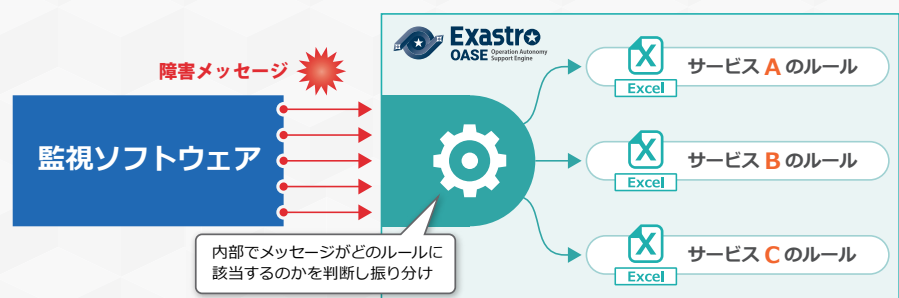 Exastro
OASE Operation Autonomy
Support Engine
障害メッセージ
監視ソフトウェア
Excel
サービス A のルール
Excel
サービス B のルール
Excel
サービス C のルール
内部でメッセージがどのルールに
該当するのかを判断し振り分け